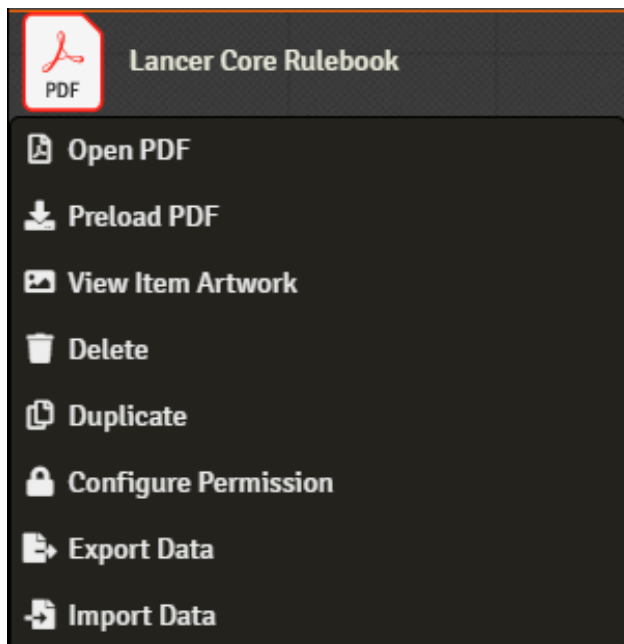 PDF
Lancer Core Rulebook
Open PDF
Preload PDF
View Item Artwork
Delete
Duplicate
Configure Permission
Export Data
Import Data